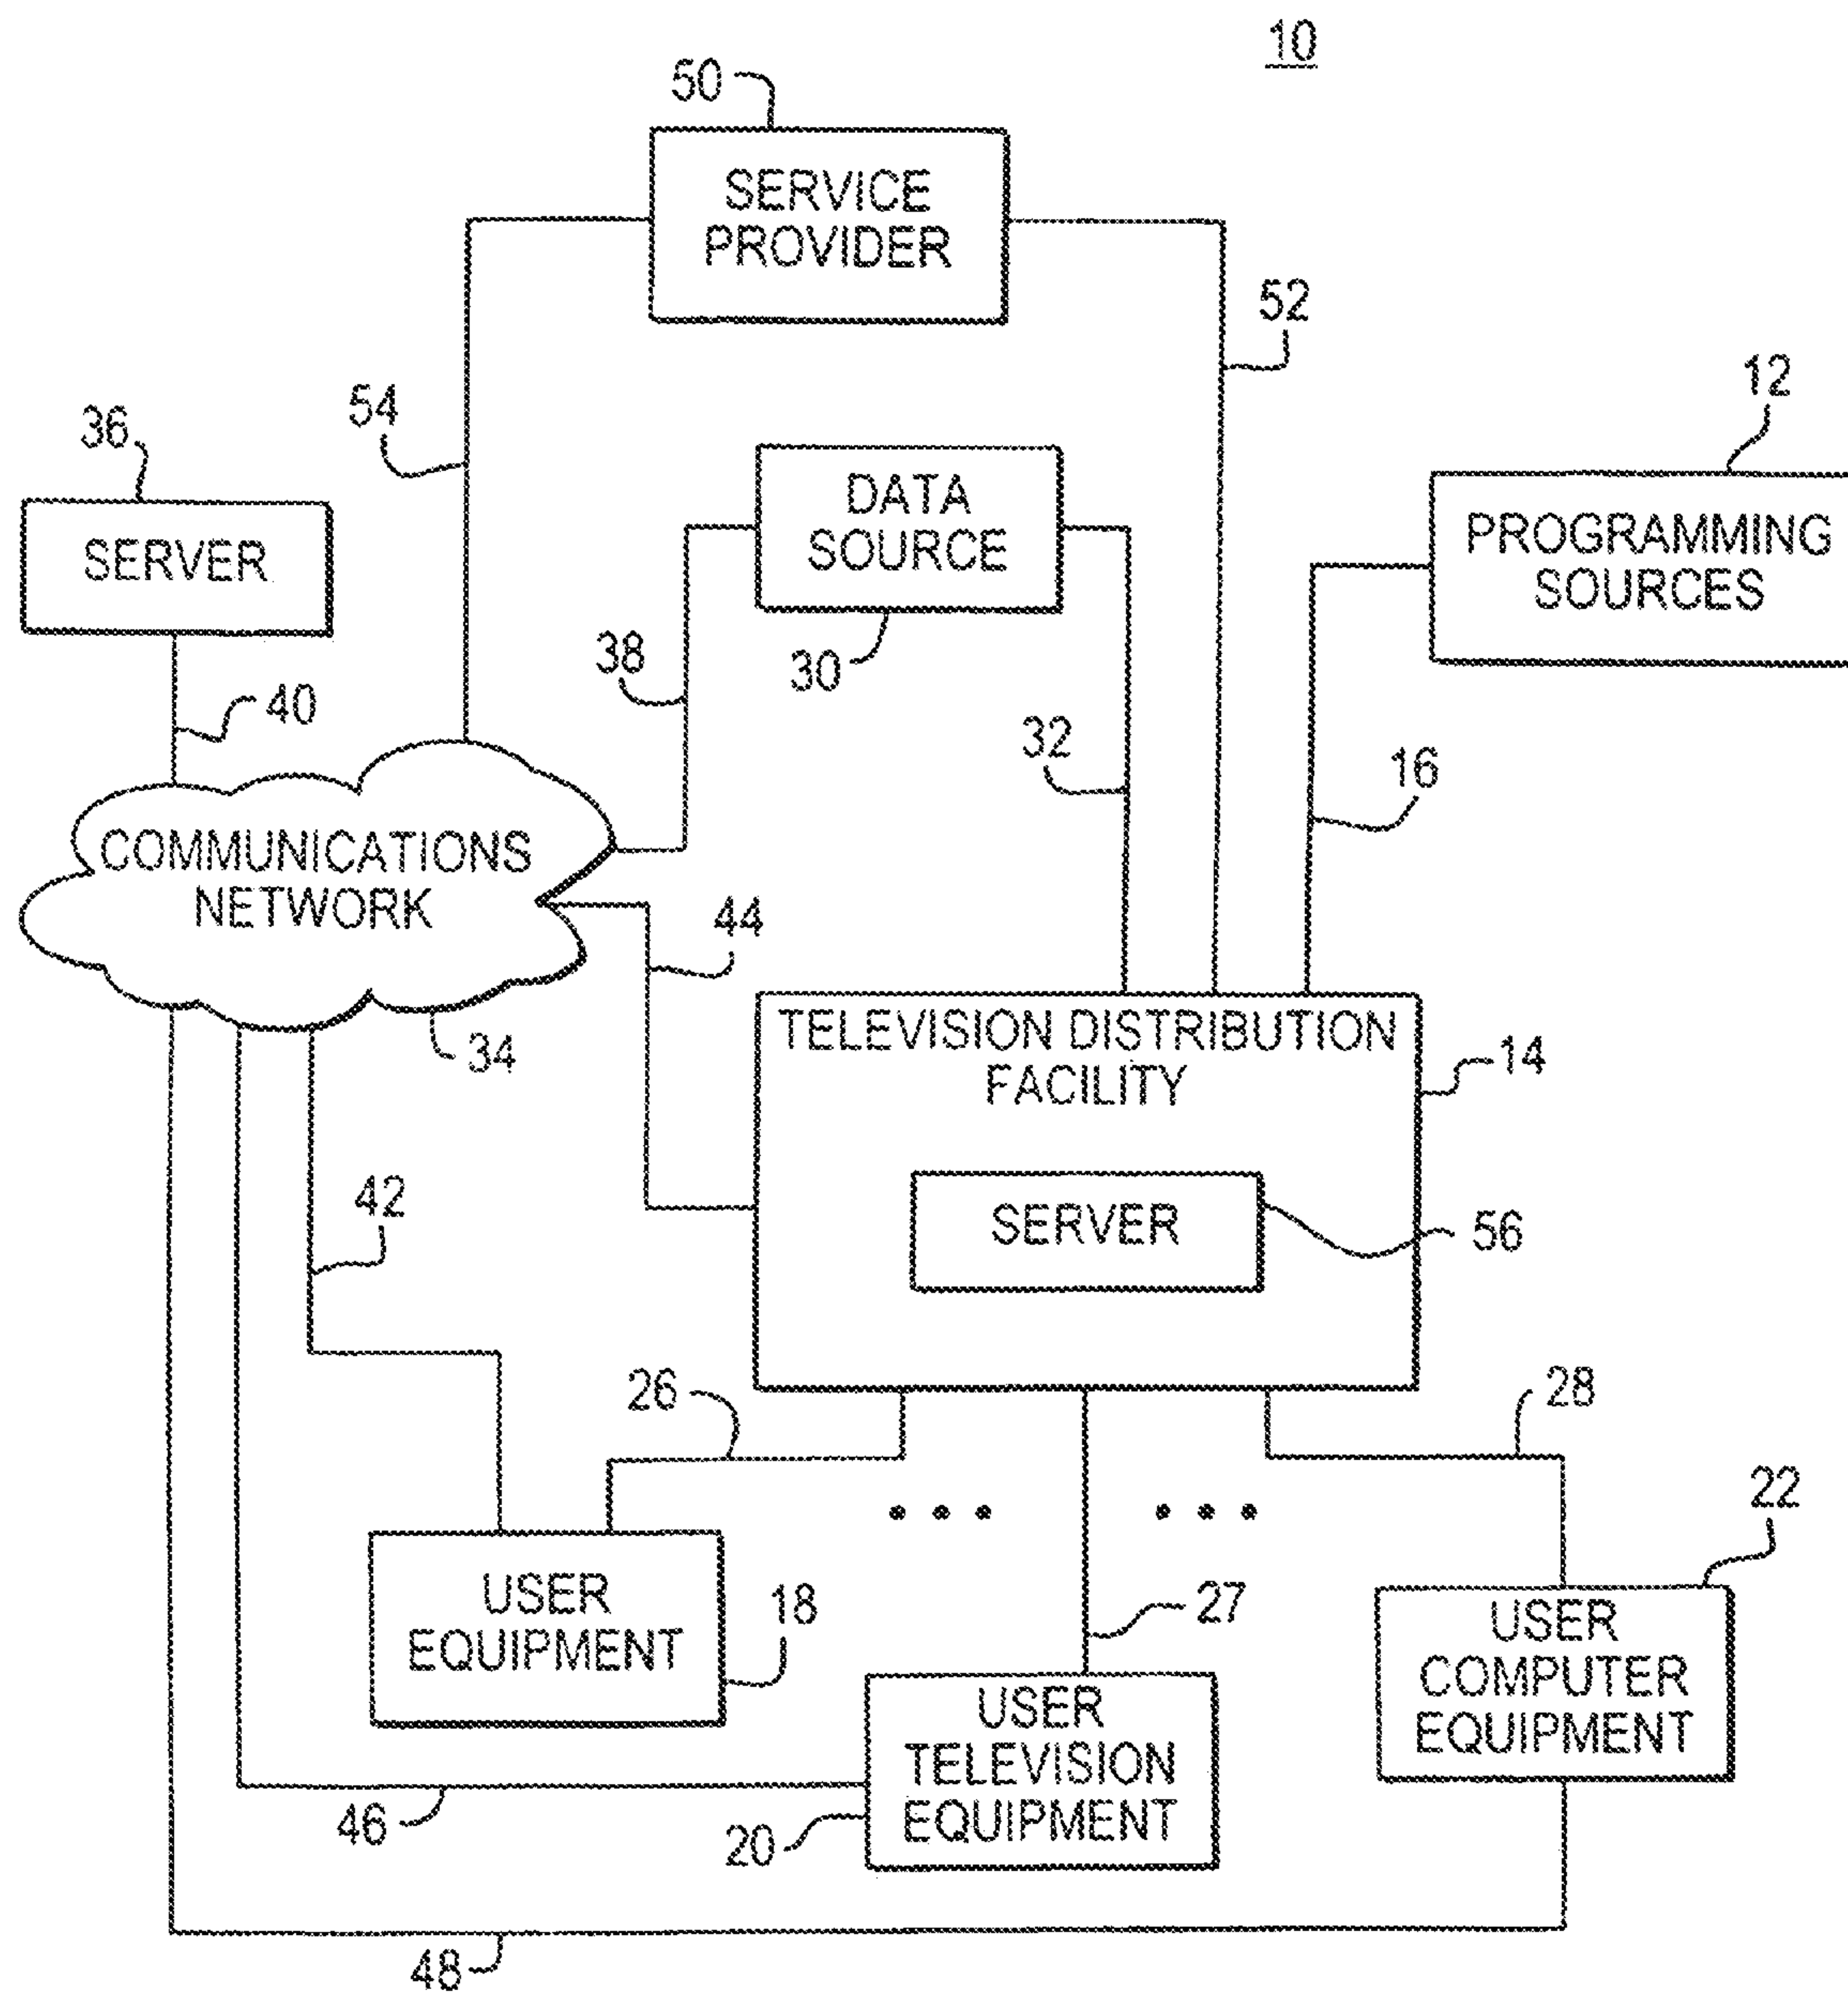 10
50
SERVICE
PROVIDER
52
12
54
36
DATA
SOURCE
PROGRAMMING
SOURCES
SERVER
38
30
40
32
16
COMMUNICATIONS
NETWORK
44
34
TELEVISION DISTRIBUTION
FACILITY
14
42
SERVER
56
26
28
22
USER
EQUIPMENT
18
27
USER
COMPUTER
EQUIPMENT
USER
TELEVISION
EQUIPMENT
46
20
48